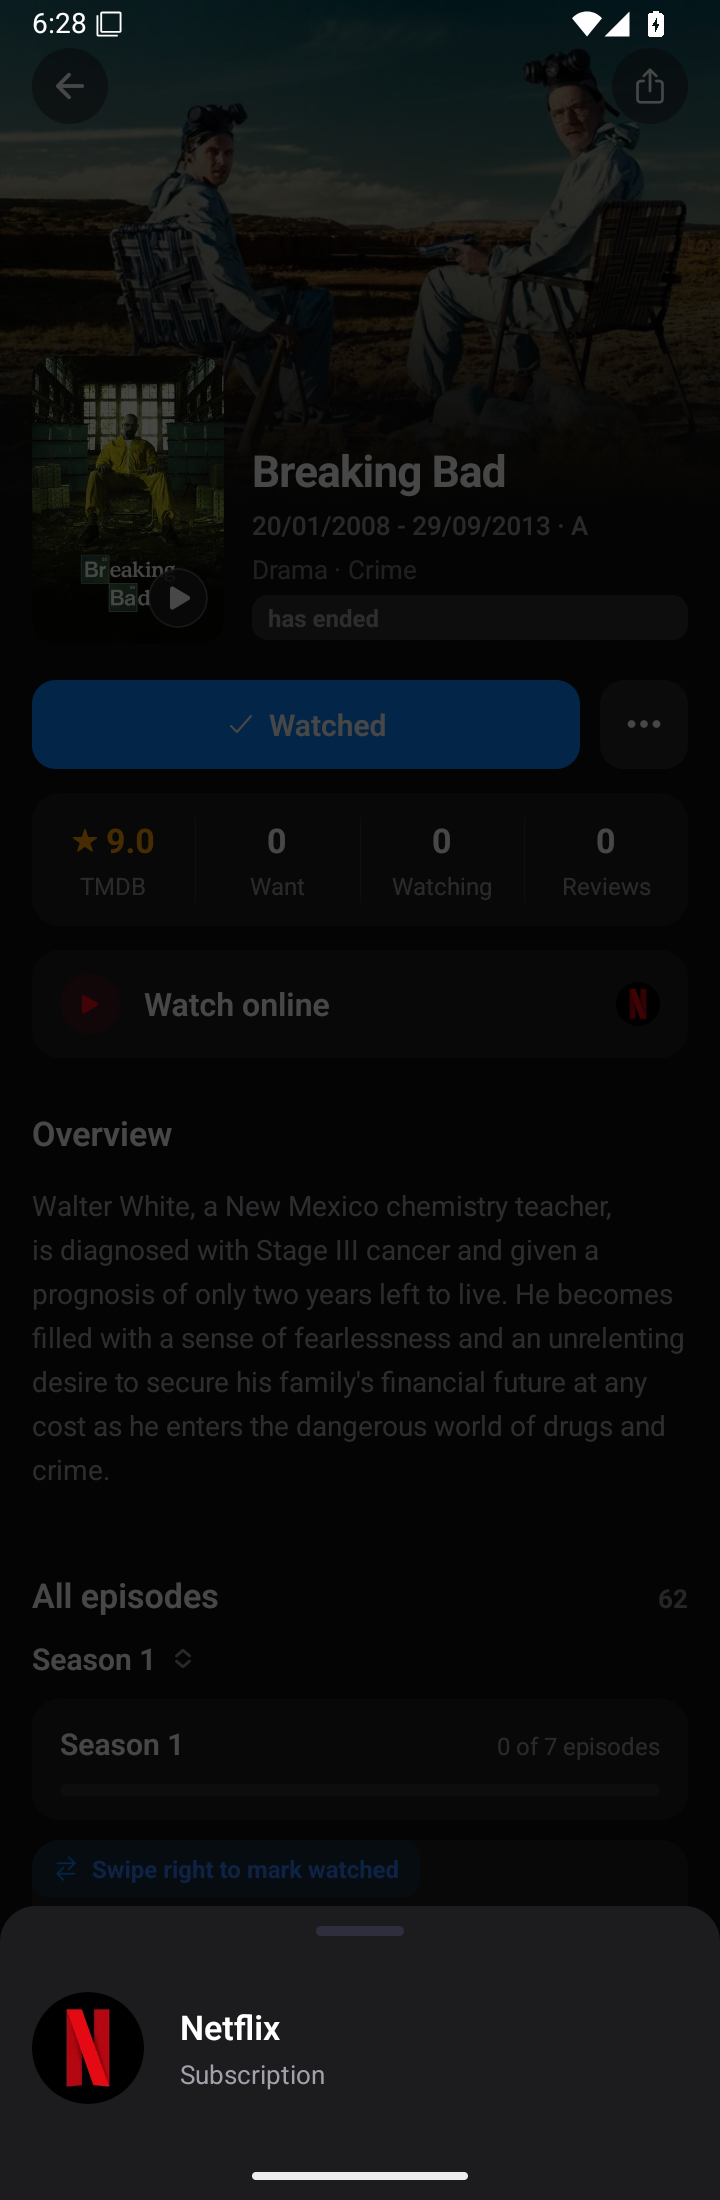 6:28
Breaking Bad
20/01/2008 - 29/09/2013 · A
Drama · Crime
has ended
Breaking
Bad
Watched
9.0
0
0
0
TMDB
Want
Watching
Reviews
Watch online
Overview
Walter White, a New Mexico chemistry teacher,
is diagnosed with Stage III cancer and given a
prognosis of only two years left to live. He becomes
filled with a sense of fearlessness and an unrelenting
desire to secure his family's financial future at any
cost as he enters the dangerous world of drugs and
crime.
All episodes 62
Season 1
Season 1 0 of 7 episodes
Swipe right to mark watched
Netflix
Subscription